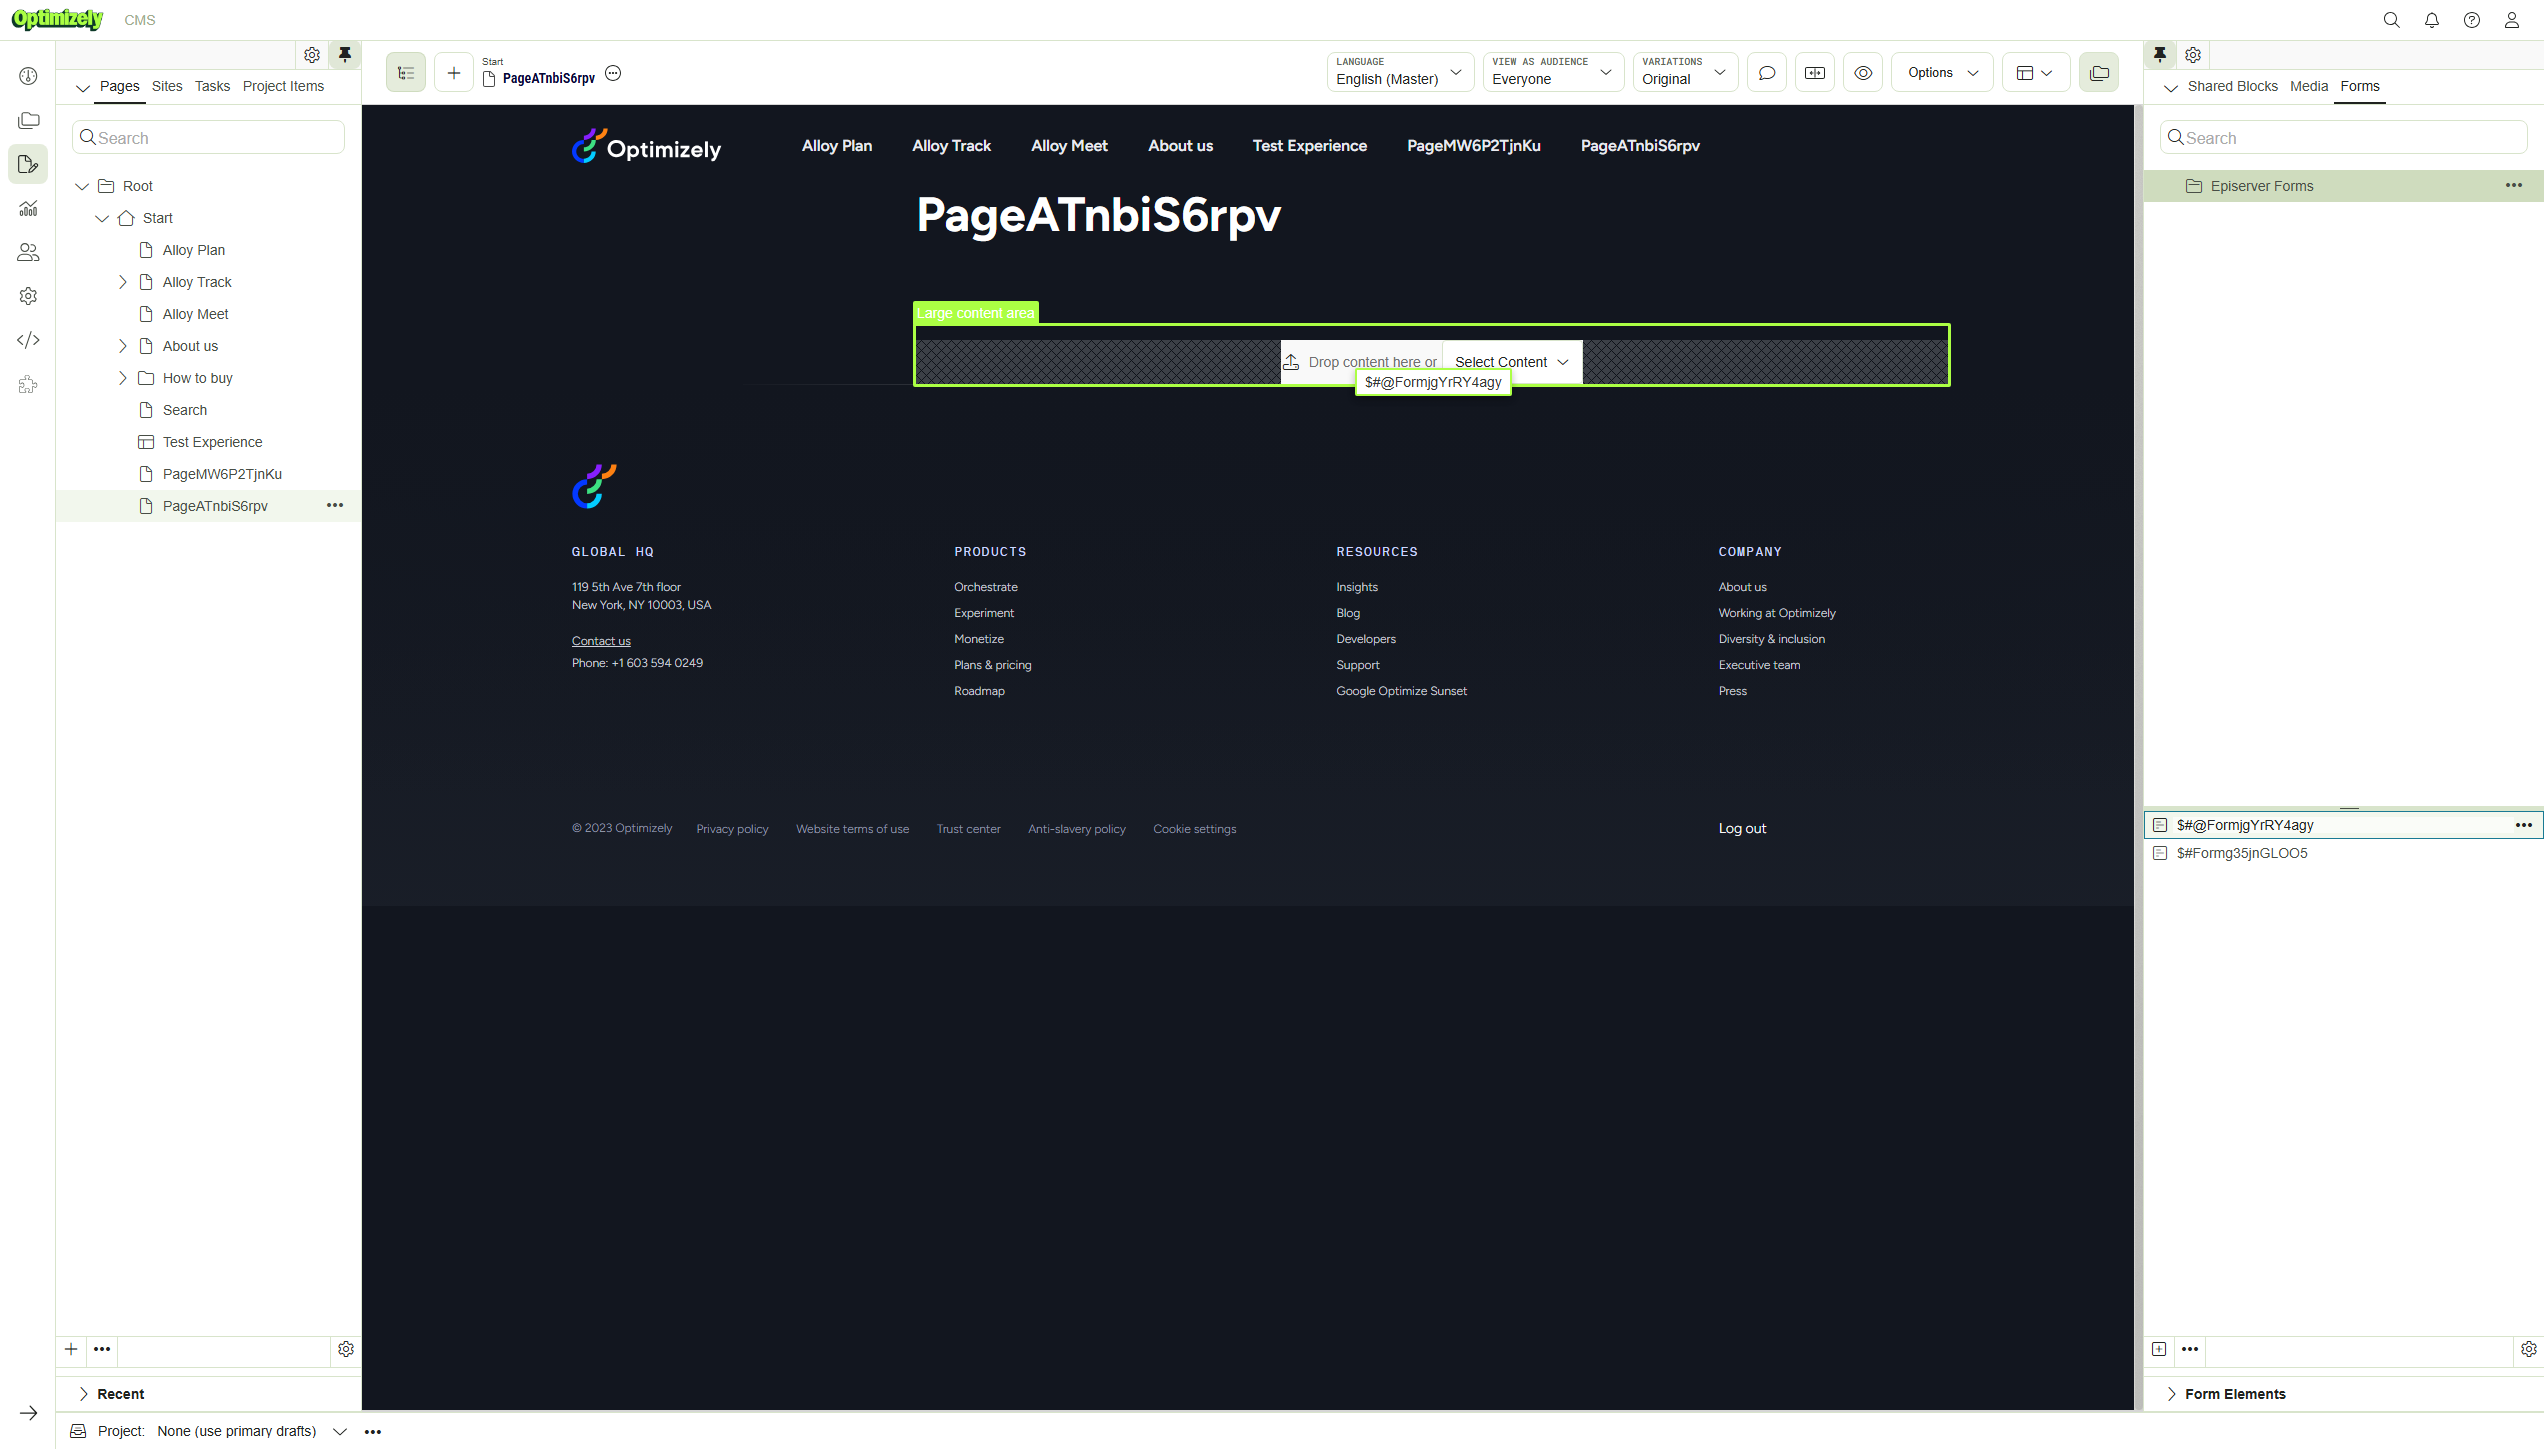 Optimizely CMS
Pages Sites Tasks Project Items
Search
Root
Start
Alloy Plan
Alloy Track
Alloy Meet
About us
How to buy
Search
Test Experience
PageMW6P2TjnKu
PageATnbiS6rpv
Recent
Project: None (use primary drafts)
Start
PageATnbiS6rpv
LANGUAGE
English (Master)
VIEW AS AUDIENCE
Everyone
VARIATIONS
Original
Options
Optimizely Alloy Plan Alloy Track Alloy Meet About us Test Experience PageMW6P2TjnKu PageATnbiS6rpv
PageATnbiS6rpv
Large content area
Drop content here or Select Content
$#@FormjgYrRY4agy
GLOBAL HQ
119 5th Ave 7th floor
New York, NY 10003, USA
Contact us
Phone: +1 603 594 0249
PRODUCTS
Orchestrate
Experiment
Monetize
Plans & pricing
Roadmap
RESOURCES
Insights
Blog
Developers
Support
Google Optimize Sunset
COMPANY
About us
Working at Optimizely
Diversity & inclusion
Executive team
Press
© 2023 Optimizely Privacy policy Website terms of use Trust center Anti-slavery policy Cookie settings Log out
Shared Blocks Media Forms
Search
Episerver Forms
$#@FormjgYrRY4agy
$#Formg35jnGLOO5
Form Elements